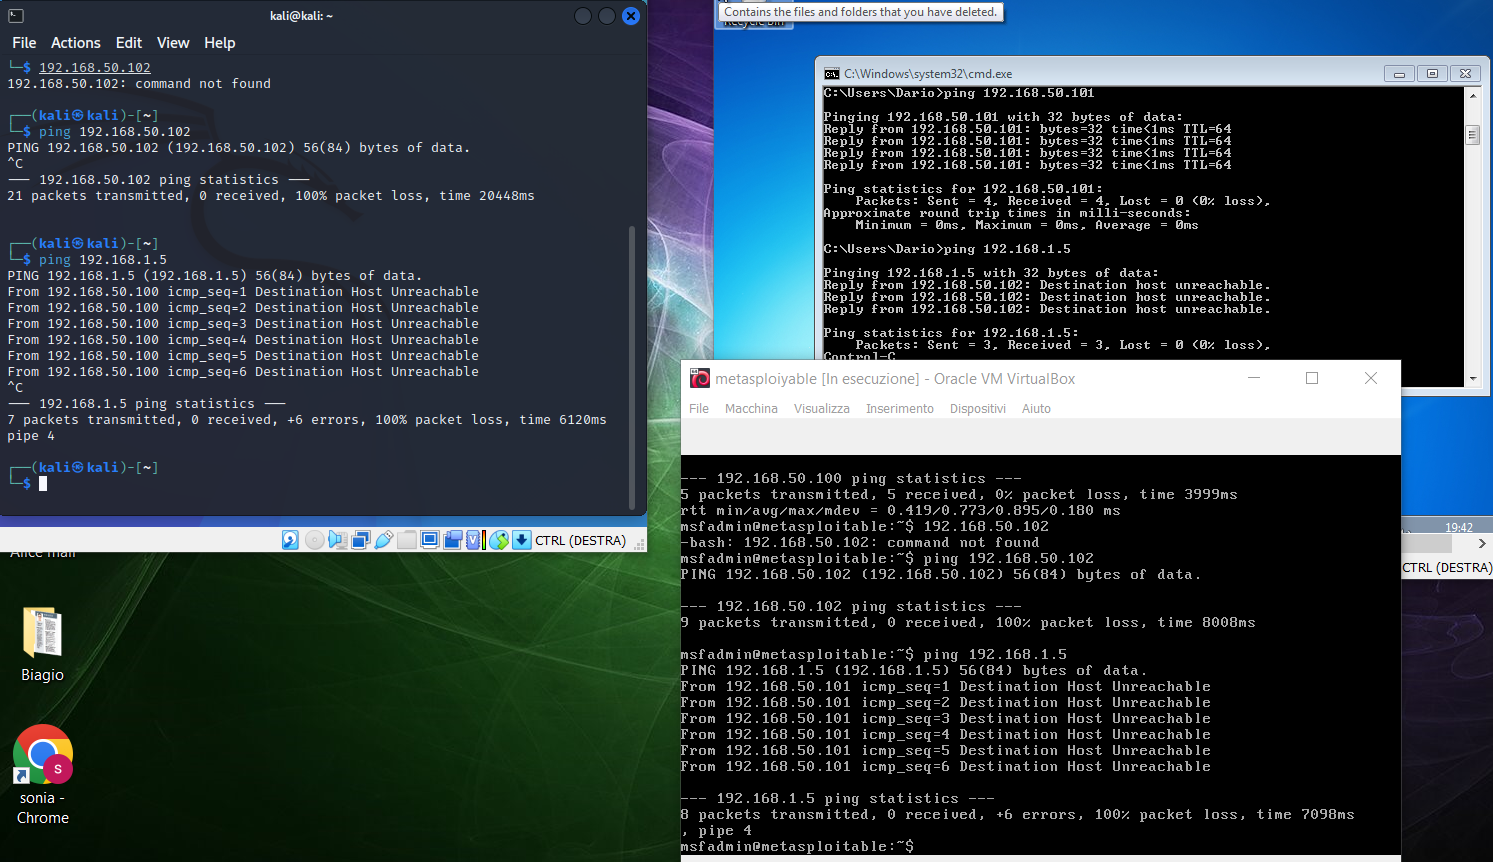 kali@kali: ~
File Actions Edit View Help
└─$ 192.168.50.102
192.168.50.102: command not found
┌──(kali㉿kali)-[~]
└─$ ping 192.168.50.102
PING 192.168.50.102 (192.168.50.102) 56(84) bytes of data.
^C
── 192.168.50.102 ping statistics ──
21 packets transmitted, 0 received, 100% packet loss, time 20448ms
┌──(kali㉿kali)-[~]
└─$ ping 192.168.1.5
PING 192.168.1.5 (192.168.1.5) 56(84) bytes of data.
From 192.168.50.100 icmp_seq=1 Destination Host Unreachable
From 192.168.50.100 icmp_seq=2 Destination Host Unreachable
From 192.168.50.100 icmp_seq=3 Destination Host Unreachable
From 192.168.50.100 icmp_seq=4 Destination Host Unreachable
From 192.168.50.100 icmp_seq=5 Destination Host Unreachable
From 192.168.50.100 icmp_seq=6 Destination Host Unreachable
^C
── 192.168.1.5 ping statistics ──
7 packets transmitted, 0 received, +6 errors, 100% packet loss, time 6120ms
pipe 4
┌──(kali㉿kali)-[~]
└─$
CTRL (DESTRA)
Alice mail
Biagio
s
sonia -
Chrome
Contains the files and folders that you have deleted.
Recycle Bin
C:\Windows\system32\cmd.exe
C:\Users\Dario>ping 192.168.50.101
Pinging 192.168.50.101 with 32 bytes of data:
Reply from 192.168.50.101: bytes=32 time<1ms TTL=64
Reply from 192.168.50.101: bytes=32 time<1ms TTL=64
Reply from 192.168.50.101: bytes=32 time<1ms TTL=64
Reply from 192.168.50.101: bytes=32 time<1ms TTL=64
Ping statistics for 192.168.50.101:
Packets: Sent = 4, Received = 4, Lost = 0 (0% loss),
Approximate round trip times in milli-seconds:
Minimum = 0ms, Maximum = 0ms, Average = 0ms
C:\Users\Dario>ping 192.168.1.5
Pinging 192.168.1.5 with 32 bytes of data:
Reply from 192.168.50.102: Destination host unreachable.
Reply from 192.168.50.102: Destination host unreachable.
Reply from 192.168.50.102: Destination host unreachable.
Ping statistics for 192.168.1.5:
Packets: Sent = 3, Received = 3, Lost = 0 (0% loss),
Control-C
metasploiyable [In esecuzione] - Oracle VM VirtualBox
File Macchina Visualizza Inserimento Dispositivi Aiuto
--- 192.168.50.100 ping statistics ---
5 packets transmitted, 5 received, 0% packet loss, time 3999ms
rtt min/avg/max/mdev = 0.419/0.773/0.895/0.180 ms
msfadmin@metasploitable:~$ 192.168.50.102
-bash: 192.168.50.102: command not found
msfadmin@metasploitable:~$ ping 192.168.50.102
PING 192.168.50.102 (192.168.50.102) 56(84) bytes of data.
--- 192.168.50.102 ping statistics ---
9 packets transmitted, 0 received, 100% packet loss, time 8008ms
msfadmin@metasploitable:~$ ping 192.168.1.5
PING 192.168.1.5 (192.168.1.5) 56(84) bytes of data.
From 192.168.50.101 icmp_seq=1 Destination Host Unreachable
From 192.168.50.101 icmp_seq=2 Destination Host Unreachable
From 192.168.50.101 icmp_seq=3 Destination Host Unreachable
From 192.168.50.101 icmp_seq=4 Destination Host Unreachable
From 192.168.50.101 icmp_seq=5 Destination Host Unreachable
From 192.168.50.101 icmp_seq=6 Destination Host Unreachable
--- 192.168.1.5 ping statistics ---
8 packets transmitted, 0 received, +6 errors, 100% packet loss, time 7098ms
, pipe 4
msfadmin@metasploitable:~$
19:42
CTRL (DESTRA)